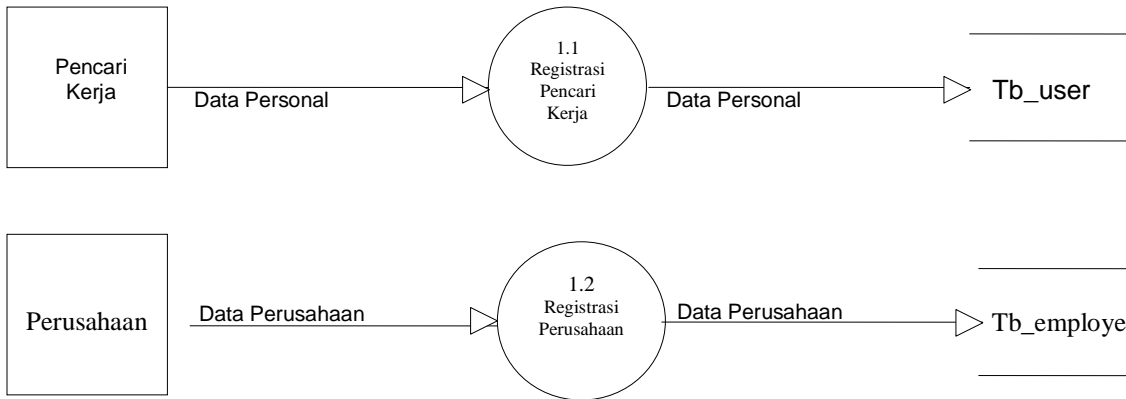 Pencari
Kerja
Data Personal
1.1
Registrasi
Pencari
Kerja
Data Personal
Tb_user
Perusahaan
Data Perusahaan
1.2
Registrasi
Perusahaan
Data Perusahaan
Tb_employe